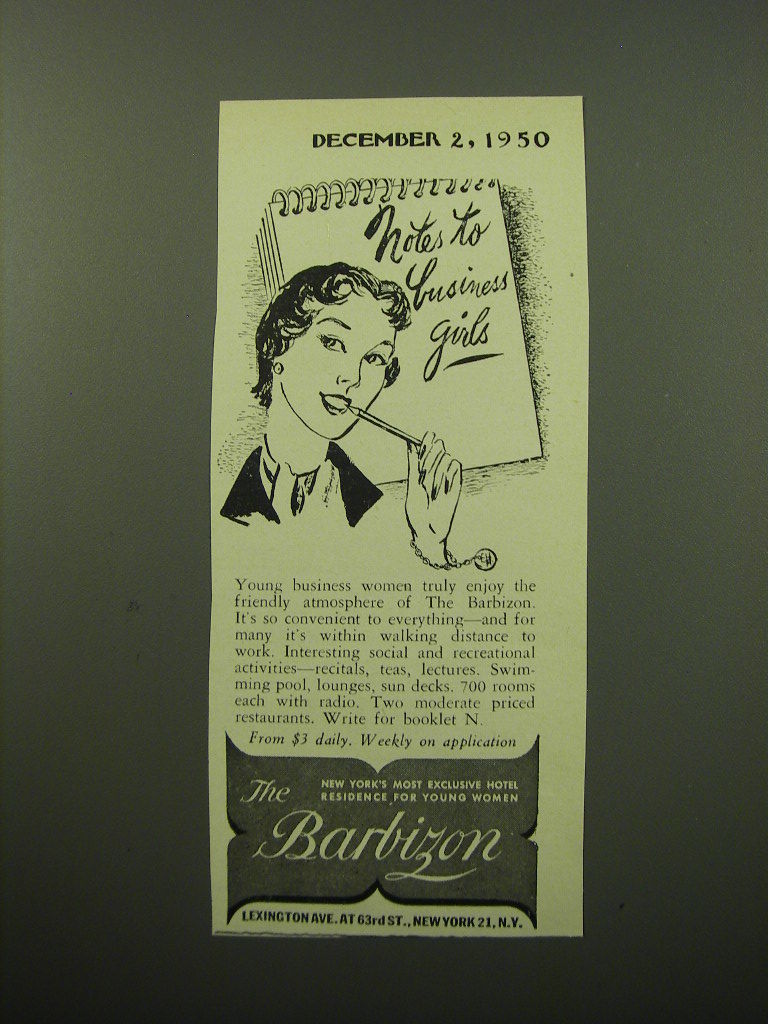 DECEMBER 2, 1950
Notes to
business
girls
Young business women truly enjoy the
friendly atmosphere of The Barbizon.
It's so convenient to everything—and for
many it's within walking distance to
work. Interesting social and recreational
activities—recitals, teas, lectures. Swim-
ming pool, lounges, sun decks. 700 rooms
each with radio. Two moderate priced
restaurants. Write for booklet N.
From $3 daily. Weekly on application
The
NEW YORK'S MOST EXCLUSIVE HOTEL
RESIDENCE FOR YOUNG WOMEN
Barbizon
LEXINGTON AVE. AT 63rd ST., NEW YORK 21, N.Y.